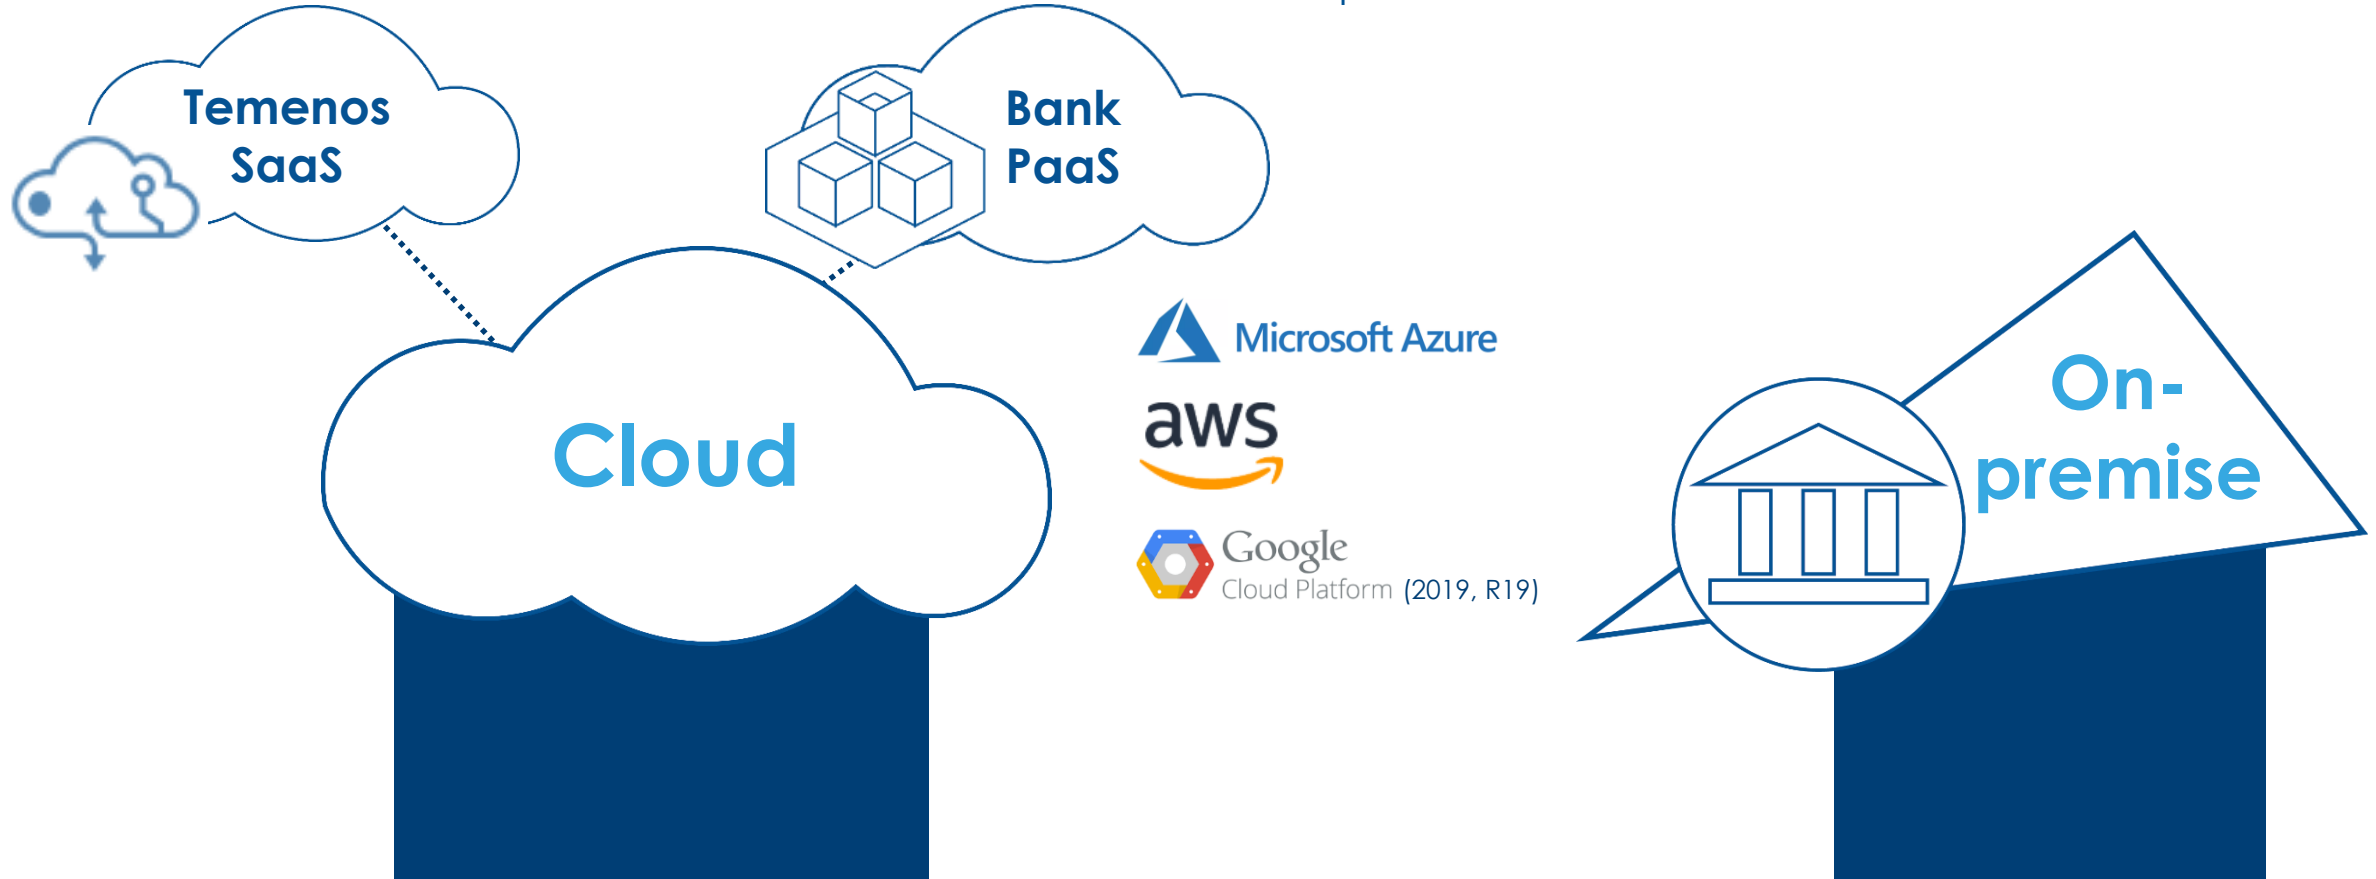 Temenos
SaaS
Bank
PaaS
Cloud
Microsoft Azure
aws
Google
Cloud Platform (2019, R19)
On-
premise